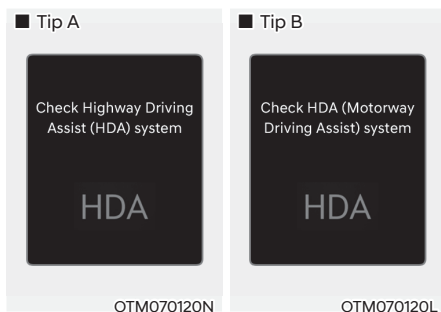 ■ Tip A
Check Highway Driving
Assist (HDA) system
HDA
OTM070120N
■ Tip B
Check HDA (Motorway
Driving Assist) system
HDA
OTM070120L